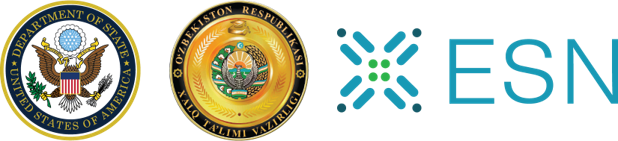 DEPARTMENT OF STATE
UNITED STATES OF AMERICA
O'ZBEKISTON RESPUBLIKASI
XALQ TA'LIMI VAZIRLIGI
ESN